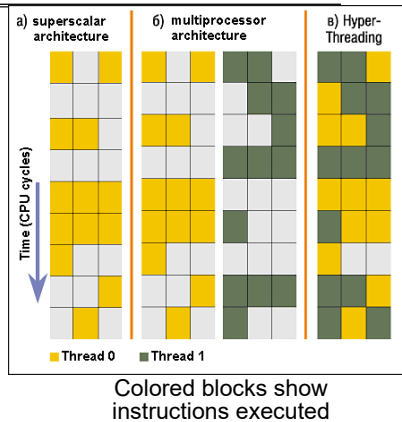 а) superscalar
architecture
б) multiprocessor
architecture
в) Hyper-
Threading
Time (CPU cycles)
Thread 0
Thread 1
Colored blocks show
instructions executed